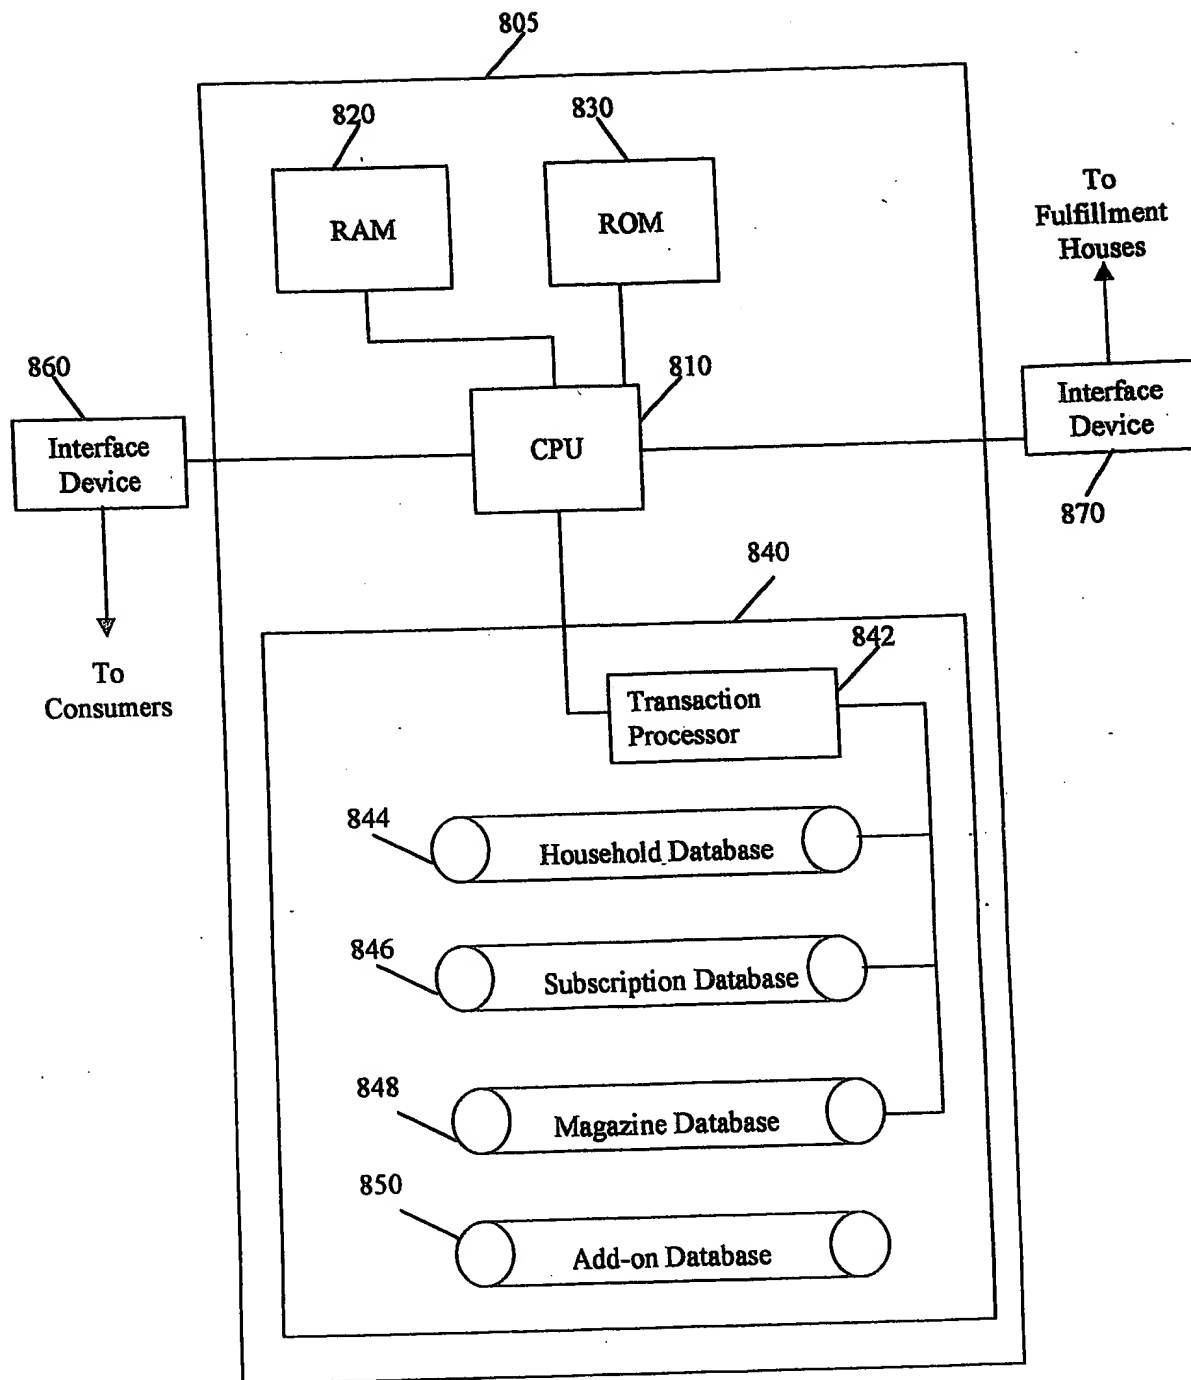 805
820
830
RAM
ROM
To
Fulfillment
Houses
860
810
Interface
Device
CPU
Interface
Device
870
840
842
To
Consumers
Transaction
Processor
844
Household Database
846
Subscription Database
848
Magazine Database
850
Add-on Database